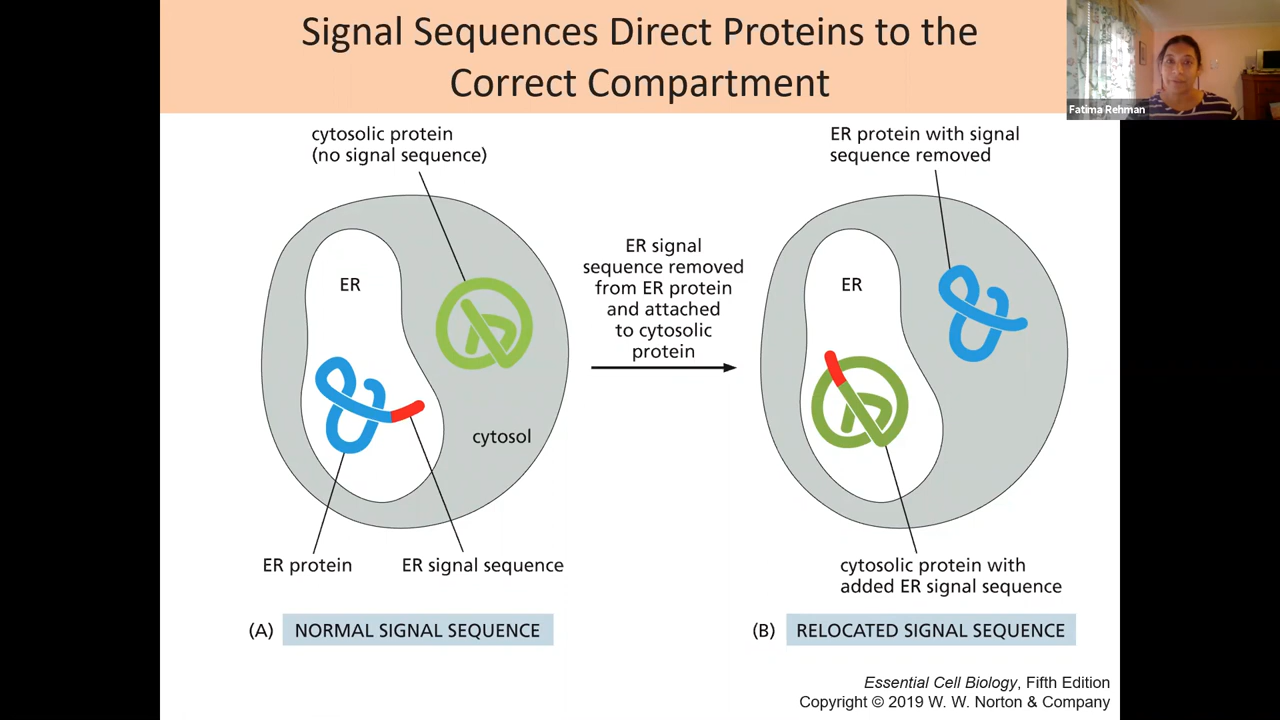 Signal Sequences Direct Proteins to the
Correct Compartment
Fatima Rehman
cytosolic protein
(no signal sequence)
ER protein with signal
sequence removed
ER signal
sequence removed
from ER protein
and attached
to cytosolic
protein
ER
ER
cytosol
ER protein
ER signal sequence
cytosolic protein with
added ER signal sequence
(A) NORMAL SIGNAL SEQUENCE
(B) RELOCATED SIGNAL SEQUENCE
Essential Cell Biology, Fifth Edition
Copyright © 2019 W. W. Norton & Company